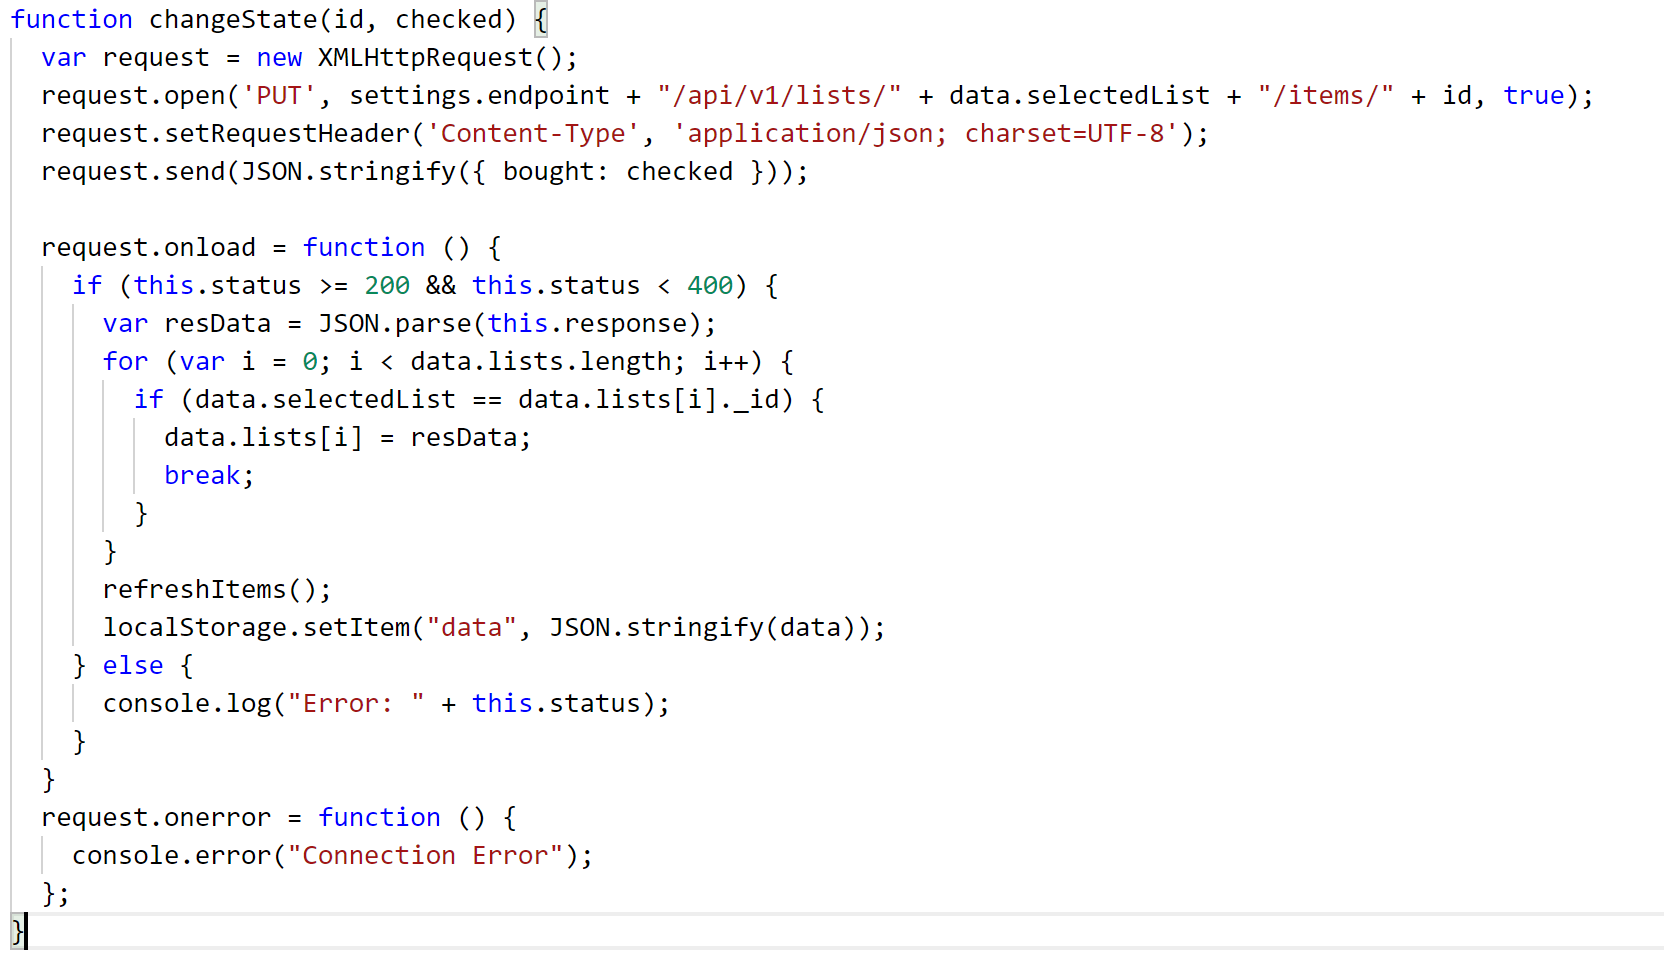 function changeState(id, checked) {
  var request = new XMLHttpRequest();
  request.open('PUT', settings.endpoint + "/api/v1/lists/" + data.selectedList + "/items/" + id, true);
  request.setRequestHeader('Content-Type', 'application/json; charset=UTF-8');
  request.send(JSON.stringify({ bought: checked }));

  request.onload = function () {
    if (this.status >= 200 && this.status < 400) {
      var resData = JSON.parse(this.response);
      for (var i = 0; i < data.lists.length; i++) {
        if (data.selectedList == data.lists[i]._id) {
          data.lists[i] = resData;
          break;
        }
      }
      refreshItems();
      localStorage.setItem("data", JSON.stringify(data));
    } else {
      console.log("Error: " + this.status);
    }
  }
  request.onerror = function () {
    console.error("Connection Error");
  };
}